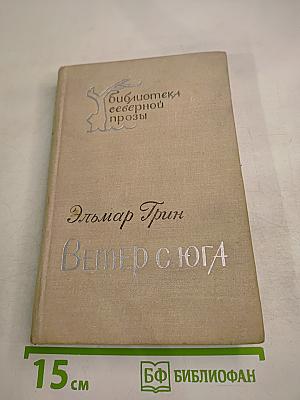 библиотека
северной
прозы
Эльмар Грин
Ветер с юга
15 см
БФ БИБЛИОФАН